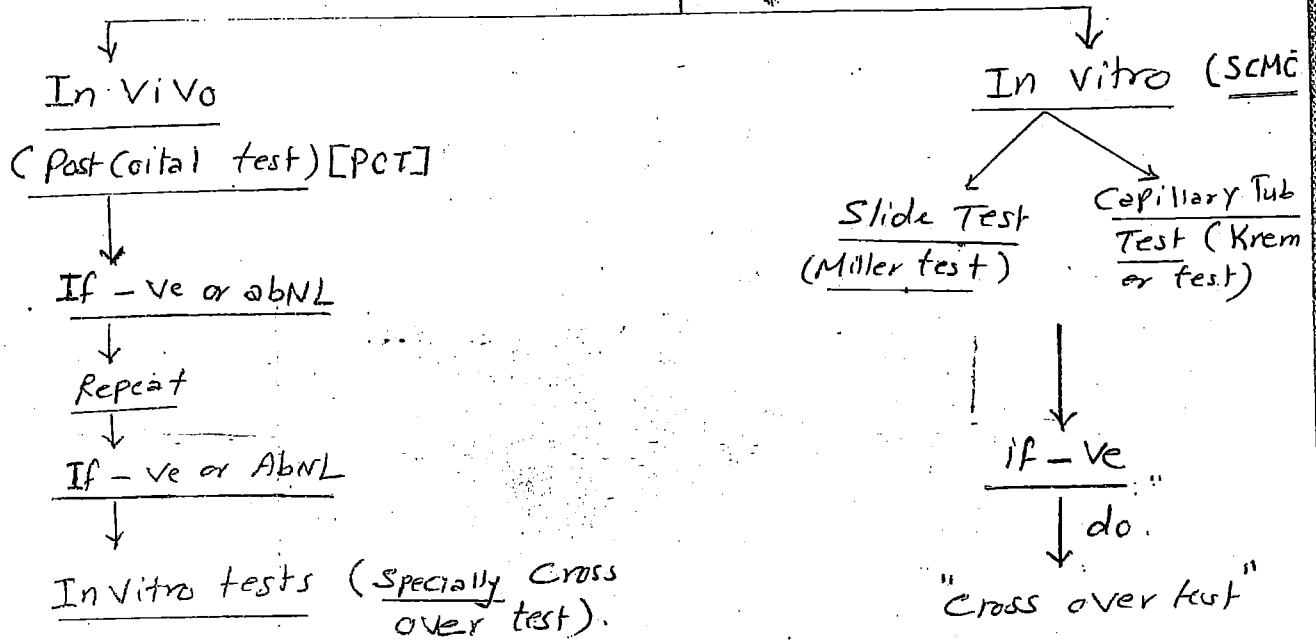 In ViVo
(Post Coital test) [PCT]
If - ve or abNL
Repeat
If - ve or AbNL
In Vitro tests (Specially Cross
over test).
In Vitro (SCMC
Slide Test
(Miller test)
Capillary Tub
Test (Krem
er test)
if - ve
do.
"Cross over test"